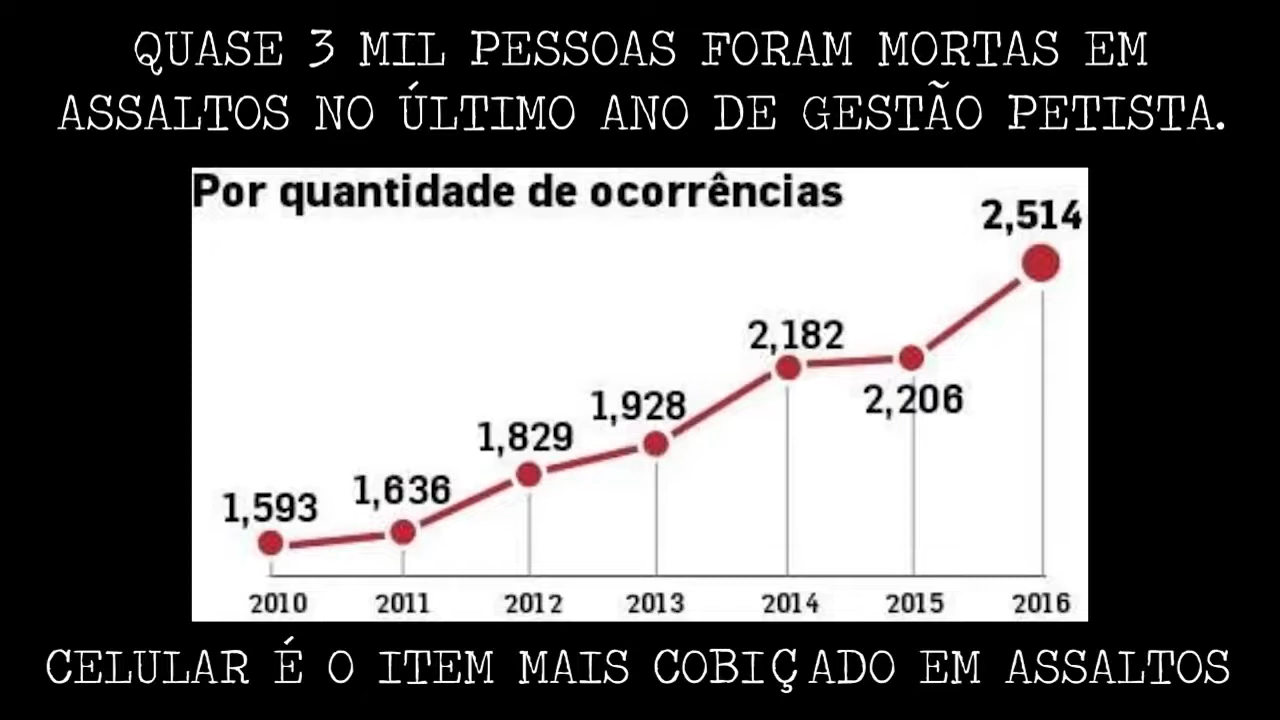 QUASE 3 MIL PESSOAS FORAM MORTAS EM
ASSALTOS NO ÚLTIMO ANO DE GESTÃO PETISTA.
Por quantidade de ocorrências
2,514
2,182
2,206
1,928
1,829
1,636
1,593
2010 2011 2012 2013 2014 2015 2016
CELULAR É O ITEM MAIS COBIÇADO EM ASSALTOS